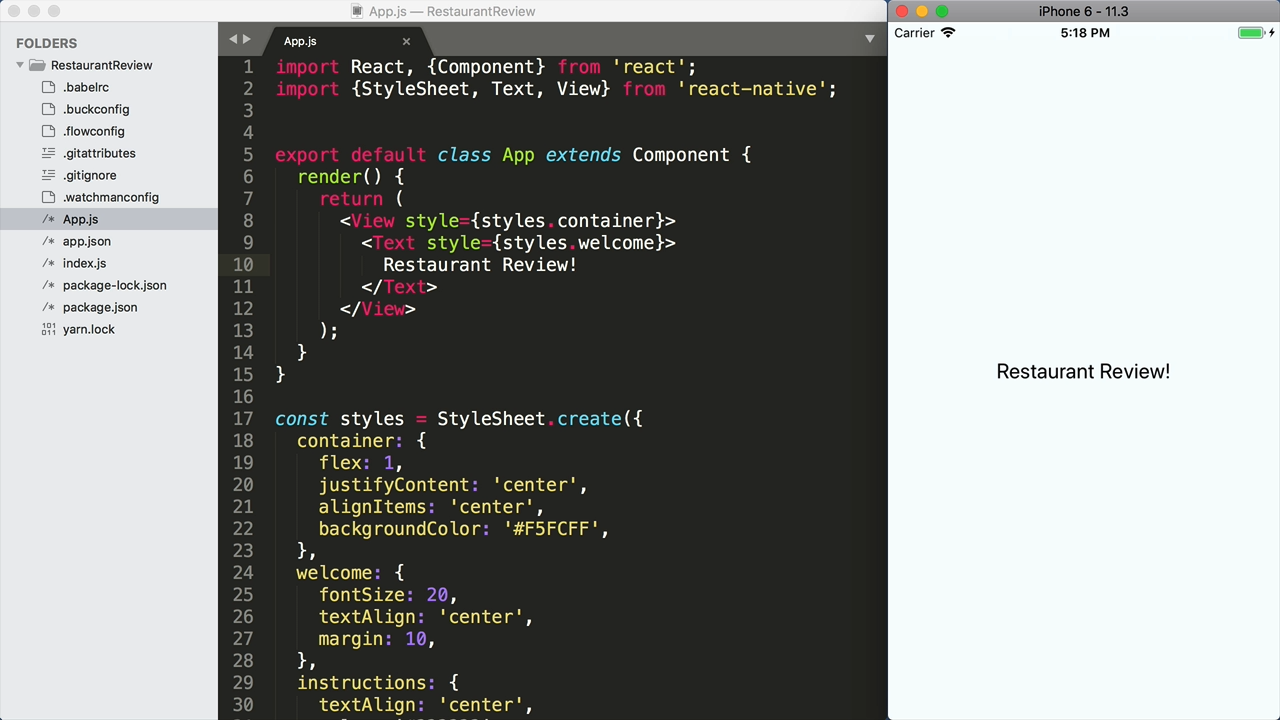 App.js — RestaurantReview
FOLDERS
RestaurantReview
.babelrc
.buckconfig
.flowconfig
.gitattributes
.gitignore
.watchmanconfig
/* App.js
/* app.json
/* index.js
/* package-lock.json
/* package.json
yarn.lock
App.js
1 import React, {Component} from 'react';
2 import {StyleSheet, Text, View} from 'react-native';
3
4
5 export default class App extends Component {
6 render() {
7 return (
8 <View style={styles.container}>
9 <Text style={styles.welcome}>
10 Restaurant Review!
11 </Text>
12 </View>
13 );
14 }
15 }
16
17 const styles = StyleSheet.create({
18 container: {
19 flex: 1,
20 justifyContent: 'center',
21 alignItems: 'center',
22 backgroundColor: '#F5FCFF',
23 },
24 welcome: {
25 fontSize: 20,
26 textAlign: 'center',
27 margin: 10,
28 },
29 instructions: {
30 textAlign: 'center',
iPhone 6 - 11.3
Carrier 5:18 PM
Restaurant Review!